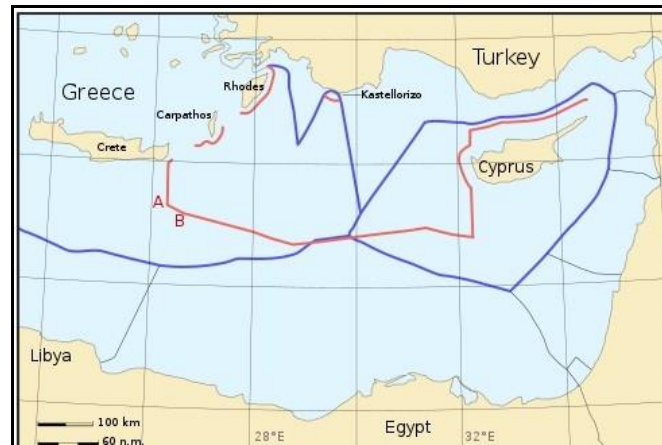 Turkey
Greece
Rhodes
Kastellorizo
Carpathos
Crete
Cyprus
A
B
Libya
100 km
60 n.m.
28°E
Egypt
32°E